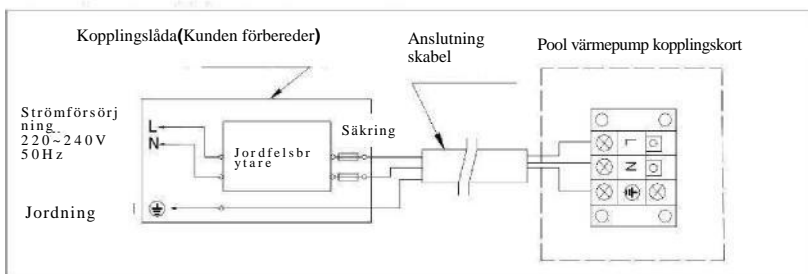 Kopplingslåda(Kunden förbereder)
Anslutning
skabel
Pool värmepump kopplingskort
Strömförsörj
ning
220~240V
50Hz
L
N
Säkring
Jordfelsbr
ytare
Jordning
L
N